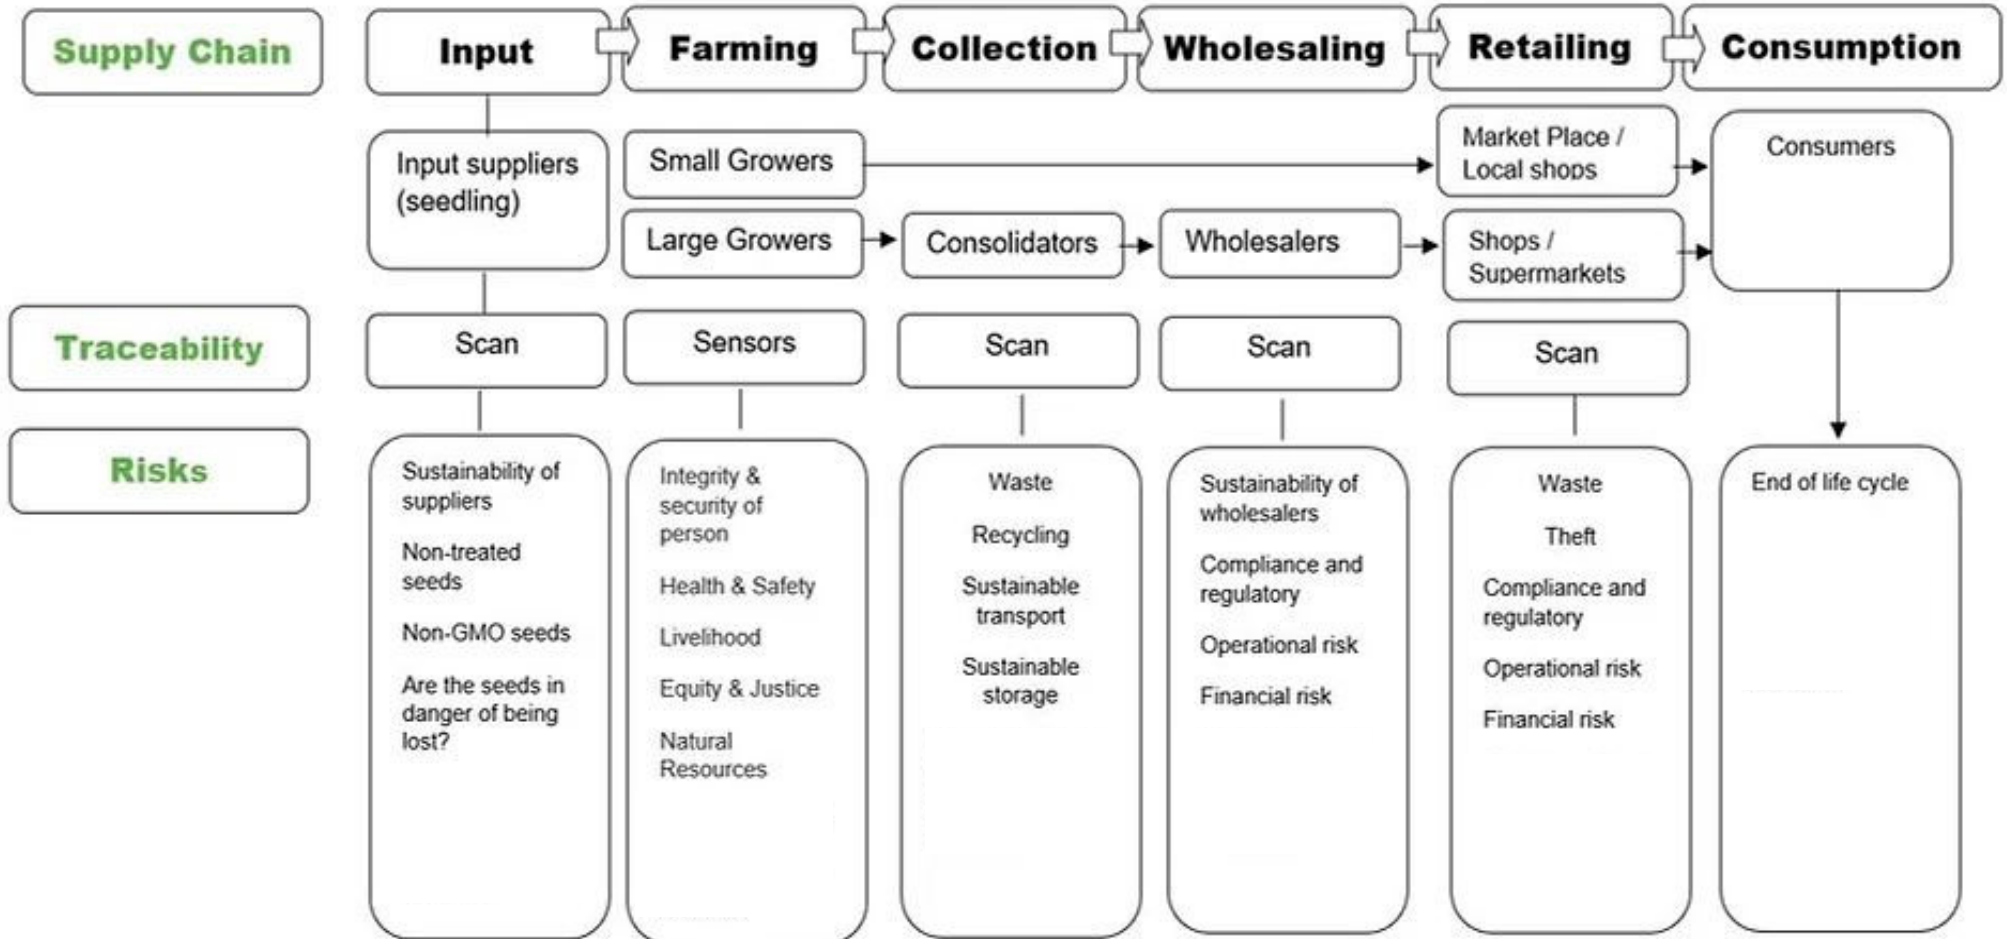 Supply Chain
Input
Farming
Collection
Wholesaling
Retailing
Consumption
Input suppliers
(seedling)
Small Growers
Market Place /
Local shops
Consumers
Large Growers
Consolidators
Wholesalers
Shops /
Supermarkets
Traceability
Scan
Sensors
Scan
Scan
Scan
Risks
Sustainability of
suppliers
Non-treated
seeds
Non-GMO seeds
Are the seeds in
danger of being
lost?
Integrity &
security of
person
Health & Safety
Livelihood
Equity & Justice
Natural
Resources
Waste
Recycling
Sustainable
transport
Sustainable
storage
Sustainability of
wholesalers
Compliance and
regulatory
Operational risk
Financial risk
Waste
Theft
Compliance and
regulatory
Operational risk
Financial risk
End of life cycle